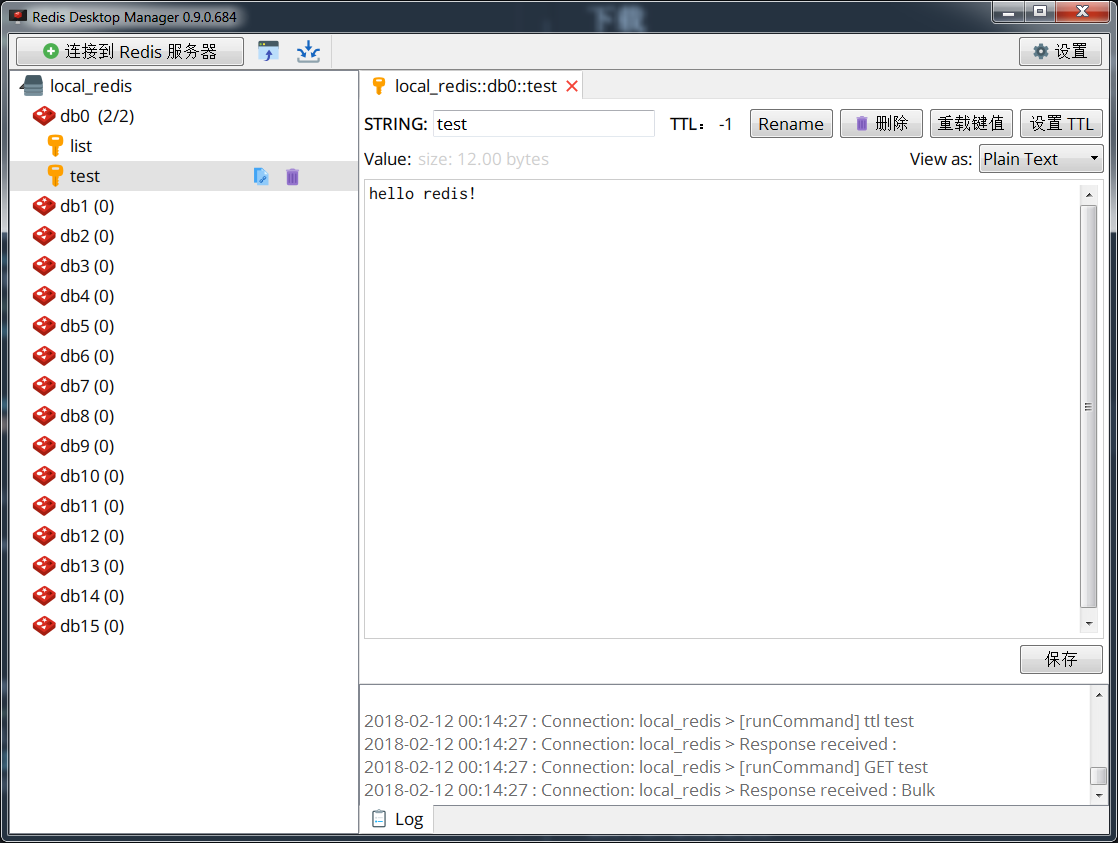 下载
Redis Desktop Manager 0.9.0.684
连接到 Redis 服务器
设置
local_redis
db0 (2/2)
list
test
db1 (0)
db2 (0)
db3 (0)
db4 (0)
db5 (0)
db6 (0)
db7 (0)
db8 (0)
db9 (0)
db10 (0)
db11 (0)
db12 (0)
db13 (0)
db14 (0)
db15 (0)
local_redis::db0::test
STRING: test TTL： -1 Rename 删除 重载键值 设置 TTL
Value: size: 12.00 bytes View as: Plain Text
hello redis!
保存
2018-02-12 00:14:27 : Connection: local_redis > [runCommand] ttl test
2018-02-12 00:14:27 : Connection: local_redis > Response received :
2018-02-12 00:14:27 : Connection: local_redis > [runCommand] GET test
2018-02-12 00:14:27 : Connection: local_redis > Response received : Bulk
Log